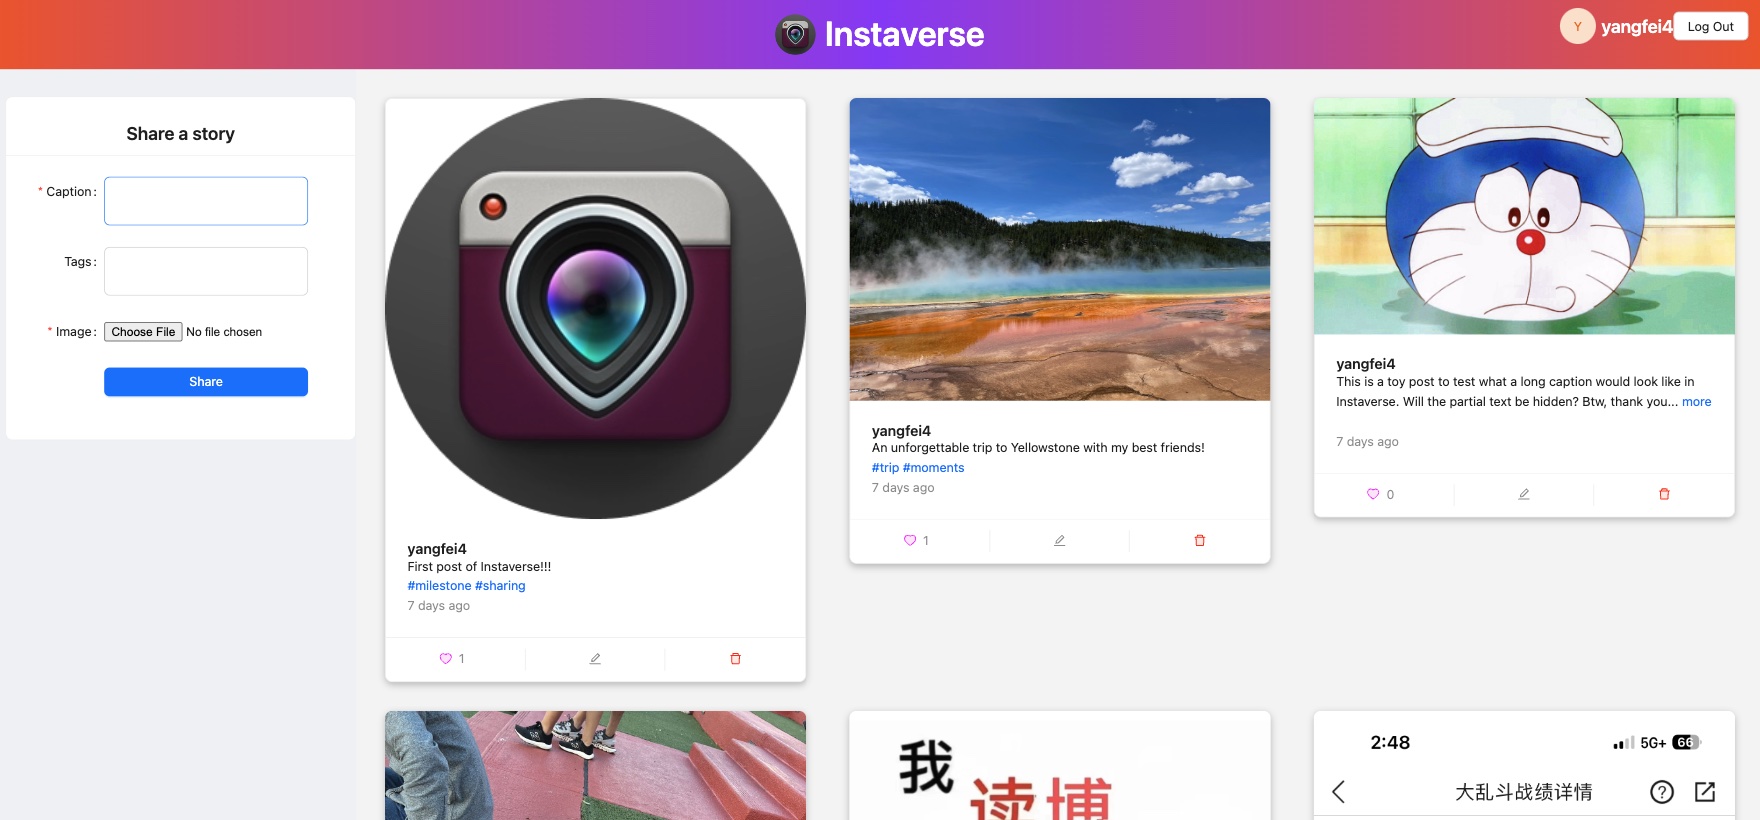 Instaverse
Y
yangfei4
Log Out
Share a story
* Caption:
Tags:
* Image:
Choose File No file chosen
Share
yangfei4
First post of Instaverse!!!
#milestone #sharing
7 days ago
1
yangfei4
An unforgettable trip to Yellowstone with my best friends!
#trip #moments
7 days ago
1
yangfei4
This is a toy post to test what a long caption would look like in
Instaverse. Will the partial text be hidden? Btw, thank you... more
7 days ago
0
我
读博
2:48
5G+ 66
大乱斗战绩详情